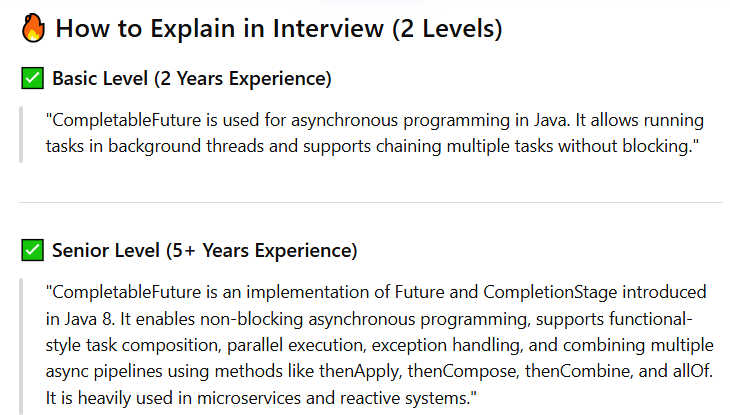 🔥 How to Explain in Interview (2 Levels)
✅ Basic Level (2 Years Experience)
"CompletableFuture is used for asynchronous programming in Java. It allows running
tasks in background threads and supports chaining multiple tasks without blocking."
✅ Senior Level (5+ Years Experience)
"CompletableFuture is an implementation of Future and CompletionStage introduced
in Java 8. It enables non-blocking asynchronous programming, supports functional-
style task composition, parallel execution, exception handling, and combining multiple
async pipelines using methods like thenApply, thenCompose, thenCombine, and allOf.
It is heavily used in microservices and reactive systems."